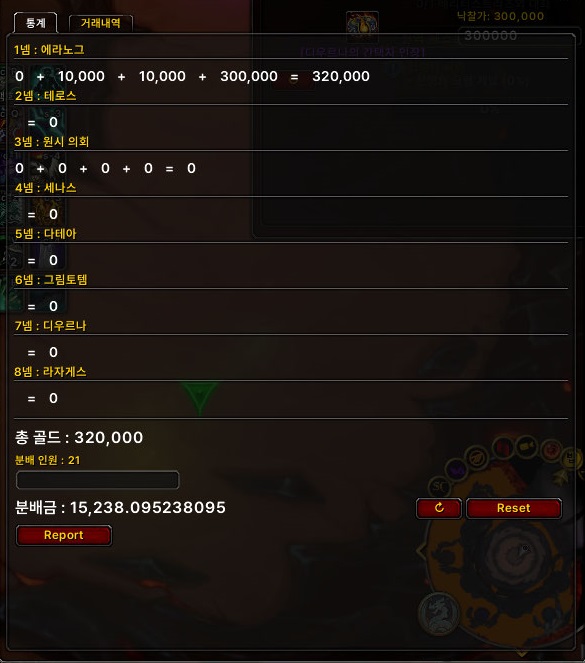 통계 거래내역
낙찰가: 300,000
300000
1넴 : 에라노그
0 + 10,000 + 10,000 + 300,000 = 320,000
2넴 : 테로스
= 0
3넴 : 원시 의회
0 + 0 + 0 + 0 = 0
4넴 : 세나스
= 0
5넴 : 다테아
= 0
6넴 : 그림토템
= 0
7넴 : 디우르나
= 0
8넴 : 라자게스
= 0
총 골드 : 320,000
분배 인원 : 21
분배금 : 15,238.095238095
Reset
Report